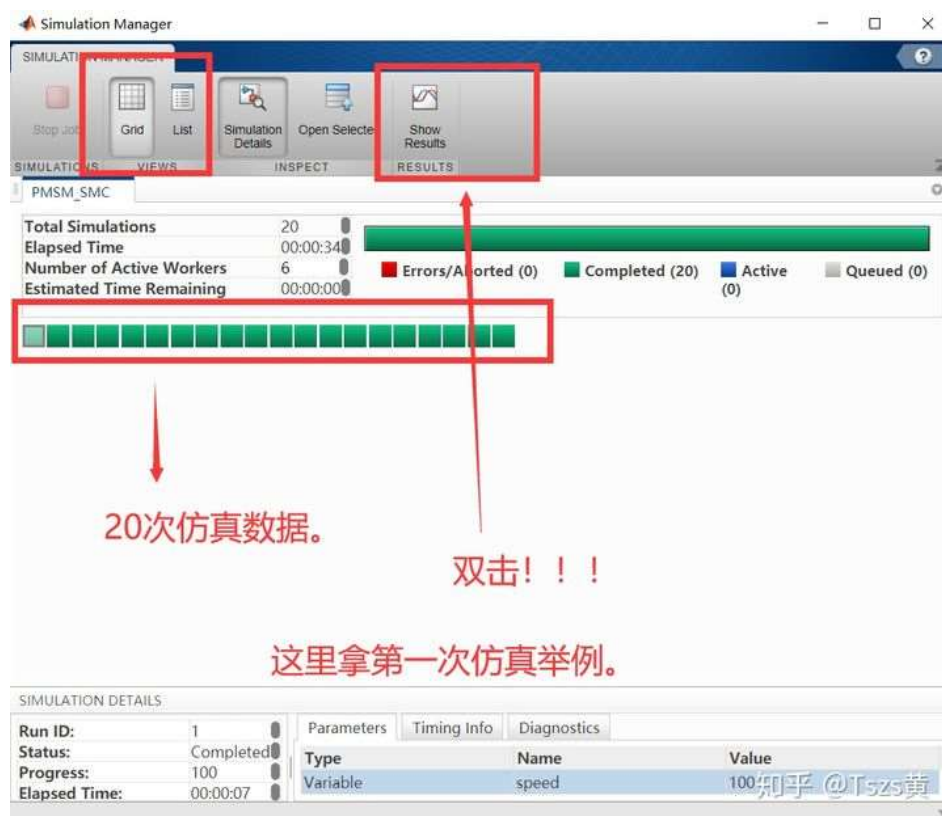 Simulation Manager
SIMULATION MANAGER
Stop Job
Grid
List
Simulation Details
Open Selecte
Show Results
SIMULATIONS
VIEWS
INSPECT
RESULTS
PMSM_SMC
Total Simulations 20
Elapsed Time 00:00:34
Number of Active Workers 6
Estimated Time Remaining 00:00:00
Errors/Aborted (0) Completed (20) Active (0) Queued (0)
20次仿真数据。
双击！！！
这里拿第一次仿真举例。
SIMULATION DETAILS
Run ID: 1
Status: Completed
Progress: 100
Elapsed Time: 00:00:07
Parameters Timing Info Diagnostics
Type Name Value
Variable speed 100
知乎 @Tszs黄